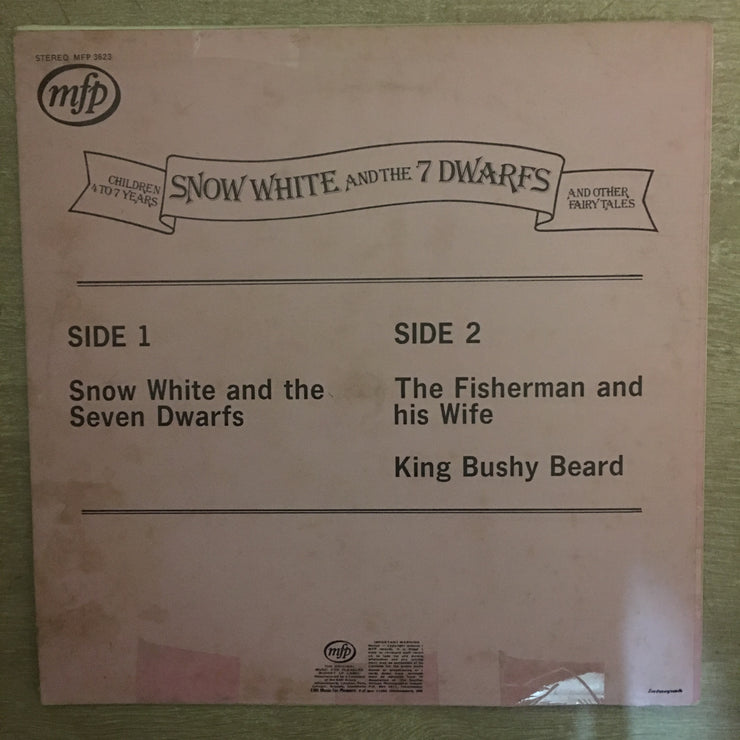 STEREO MFP 3623
mfp
CHILDREN
4 TO 7 YEARS
SNOW WHITE AND THE 7 DWARFS
AND OTHER
FAIRY TALES
SIDE 1
Snow White and the
Seven Dwarfs
SIDE 2
The Fisherman and
his Wife
King Bushy Beard
mfp
IMPORTANT WARNING